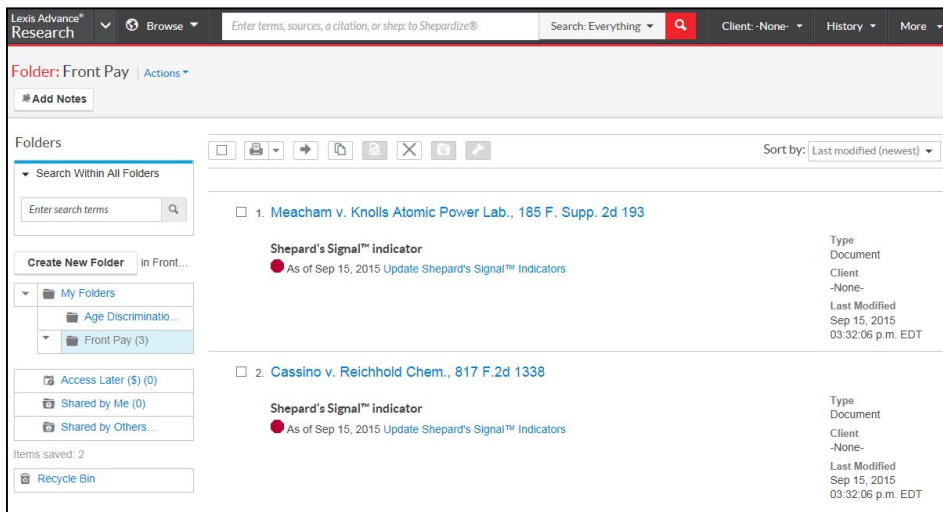 Lexis Advance®
Research
Browse
Enter terms, sources, a citation, or shep: to Shepardize®
Search: Everything
Client: -None-
History
More
Folder: Front Pay
Actions
Add Notes
Folders
Search Within All Folders
Enter search terms
Create New Folder in Front...
My Folders
Age Discriminatio...
Front Pay (3)
Access Later ($) (0)
Shared by Me (0)
Shared by Others...
Items saved: 2
Recycle Bin
Sort by: Last modified (newest)
1. Meacham v. Knolls Atomic Power Lab., 185 F. Supp. 2d 193
Shepard's Signal™ indicator
As of Sep 15, 2015 Update Shepard's Signal™ Indicators
Type
Document
Client
-None-
Last Modified
Sep 15, 2015
03:32:06 p.m. EDT
2. Cassino v. Reichhold Chem., 817 F.2d 1338
Shepard's Signal™ indicator
As of Sep 15, 2015 Update Shepard's Signal™ Indicators
Type
Document
Client
-None-
Last Modified
Sep 15, 2015
03:32:06 p.m. EDT